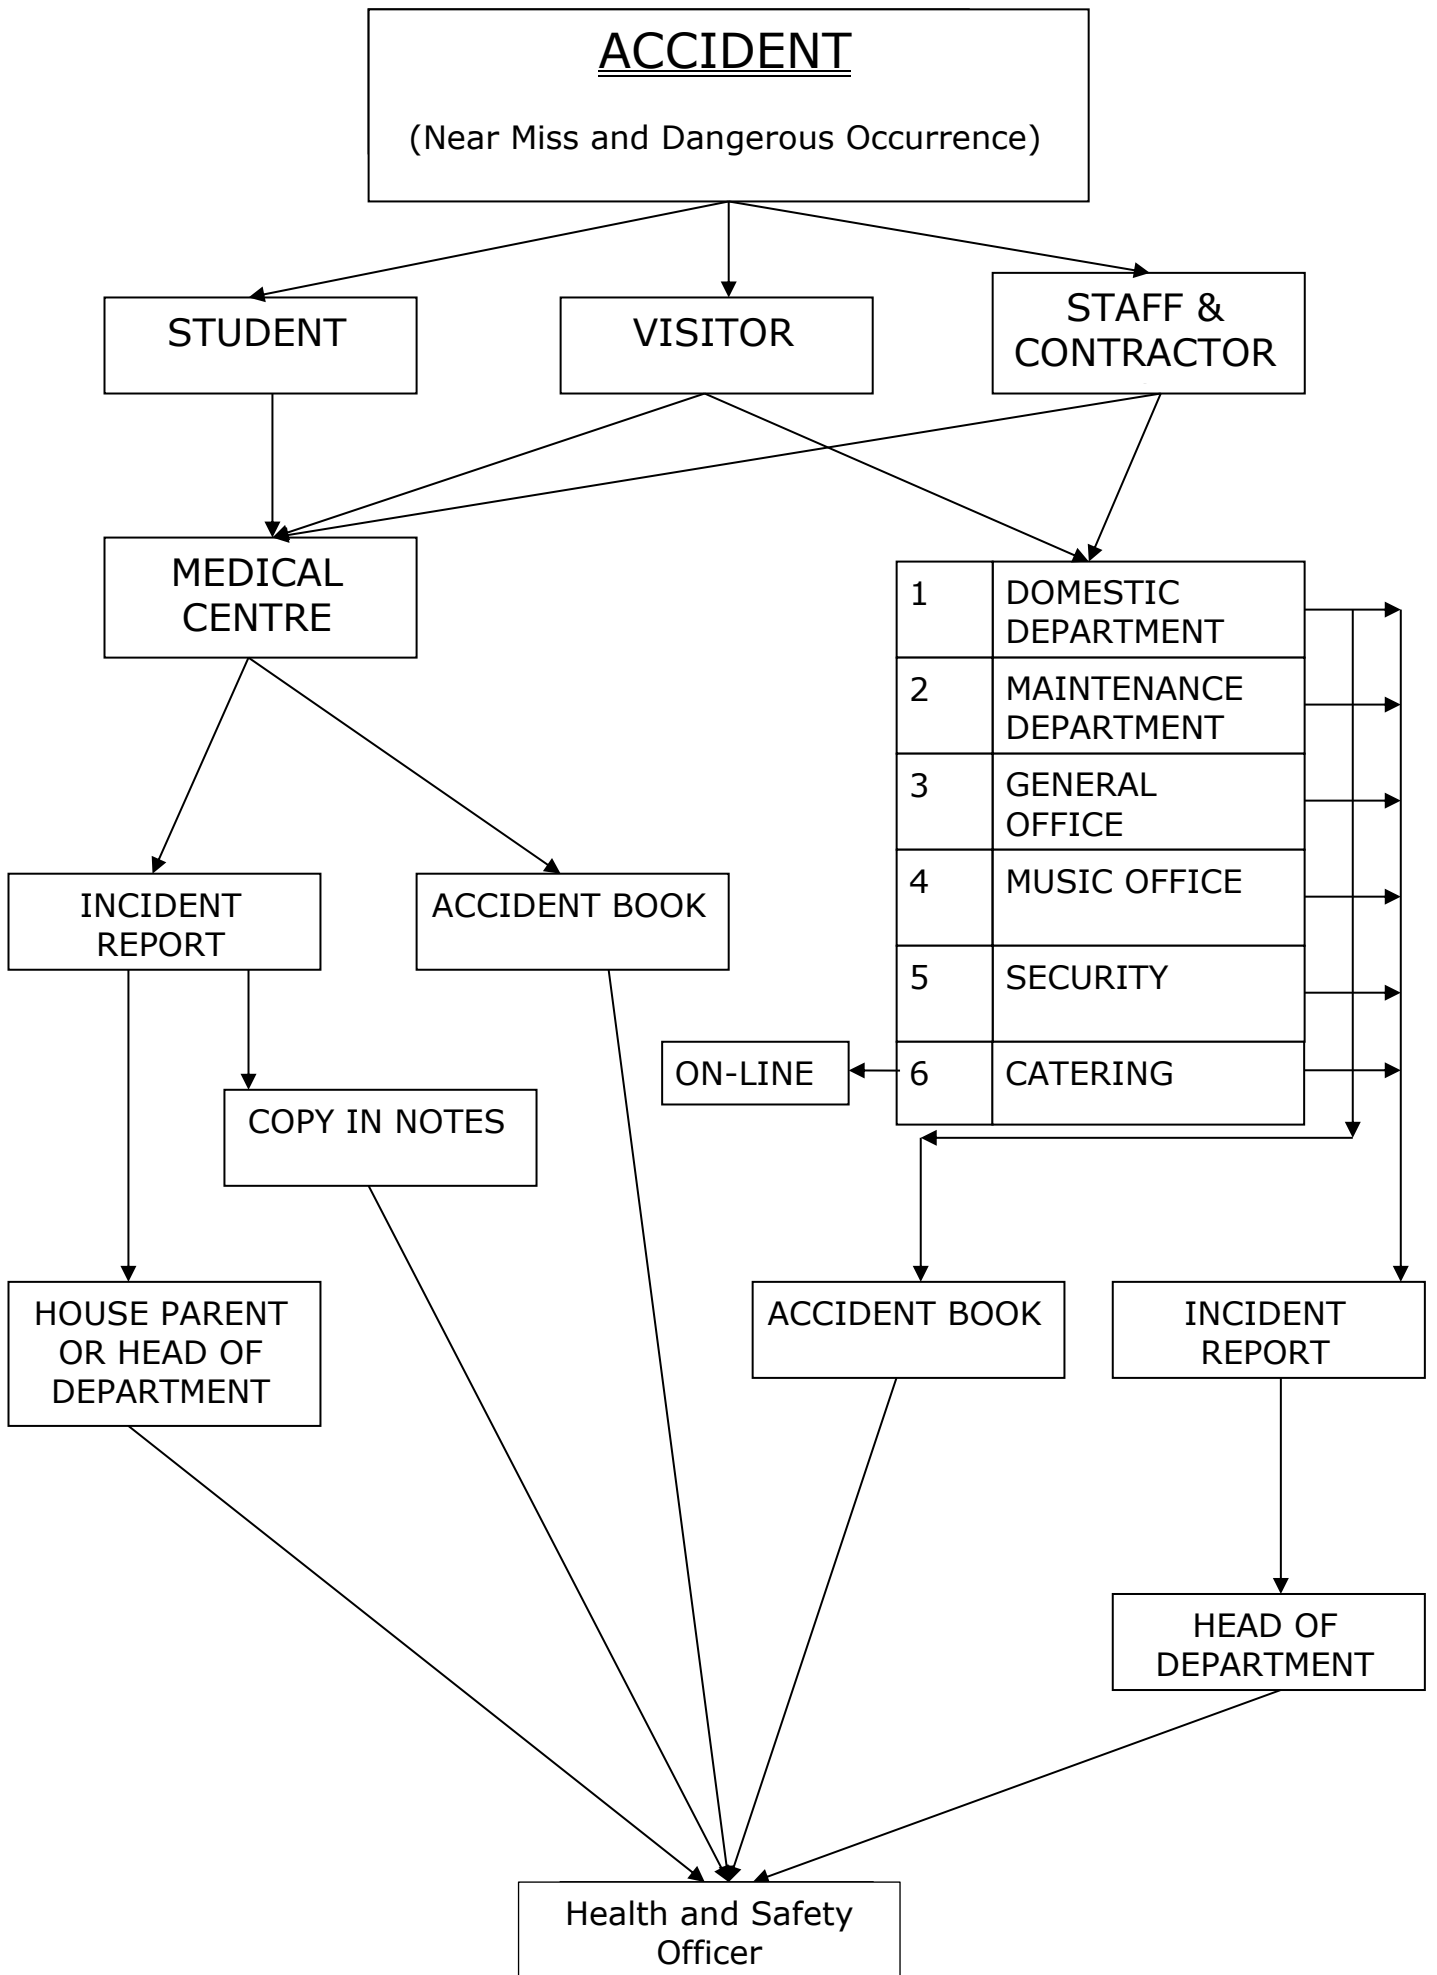 ACCIDENT
(Near Miss and Dangerous Occurrence)
STUDENT
VISITOR
STAFF &
CONTRACTOR
MEDICAL
CENTRE
1 DOMESTIC
DEPARTMENT
2 MAINTENANCE
DEPARTMENT
3 GENERAL
OFFICE
4 MUSIC OFFICE
5 SECURITY
6 CATERING
ON-LINE
INCIDENT
REPORT
ACCIDENT BOOK
COPY IN NOTES
HOUSE PARENT
OR HEAD OF
DEPARTMENT
ACCIDENT BOOK
INCIDENT
REPORT
HEAD OF
DEPARTMENT
Health and Safety
Officer